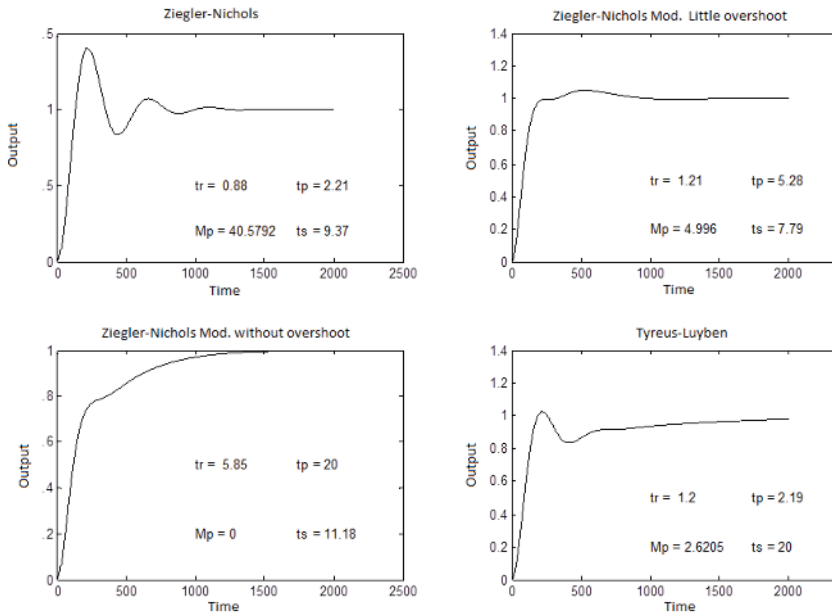 Ziegler-Nichols
.5
1
.5
0
0 500 1000 1500 2000 2500
Output
Time
tr = 0.88 tp = 2.21
Mp = 40.5792 ts = 9.37
Ziegler-Nichols Mod. Little overshoot
1.4
1.2
1
0.8
0.6
0.4
0.2
0
0 500 1000 1500 2000
Output
Time
tr = 1.21 tp = 5.28
Mp = 4.996 ts = 7.79
Ziegler-Nichols Mod. without overshoot
1
.8
.6
.4
.2
0
0 500 1000 1500 2000 2500
Output
Time
tr = 5.85 tp = 20
Mp = 0 ts = 11.18
Tyreus-Luyben
1.4
1.2
1
0.8
0.6
0.4
0.2
0
0 500 1000 1500 2000
Output
Time
tr = 1.2 tp = 2.19
Mp = 2.6205 ts = 20